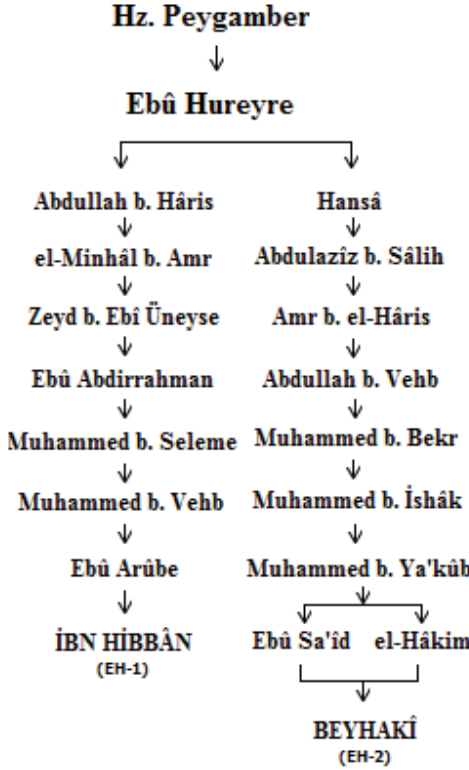 Hz. Peygamber
Ebû Hureyre
Abdullah b. Hâris
Hansâ
el-Minhâl b. Amr
Abdulazîz b. Sâlih
Zeyd b. Ebî Üneyse
Amr b. el-Hâris
Ebû Abdirrahman
Abdullah b. Vehb
Muhammed b. Seleme
Muhammed b. Bekr
Muhammed b. Vehb
Muhammed b. İshâk
Ebû Arûbe
Muhammed b. Ya'kûb
İBN HİBBÂN
(EH-1)
Ebû Sa'îd
el-Hâkim
BEYHAKÎ
(EH-2)